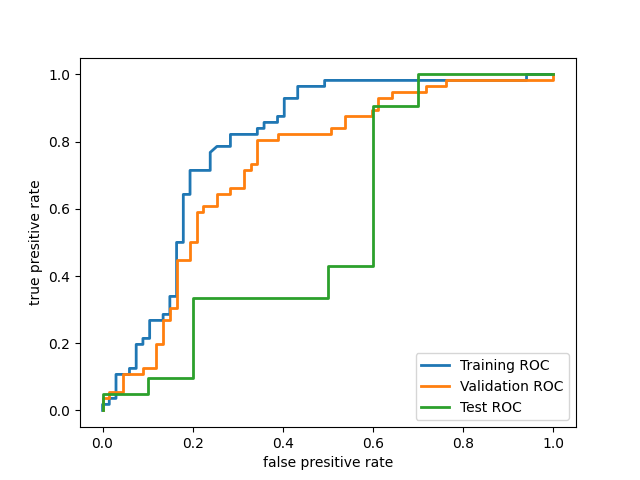 1.0
0.8
0.6
0.4
0.2
0.0
true presitive rate
0.0 0.2 0.4 0.6 0.8 1.0
false presitive rate
Training ROC
Validation ROC
Test ROC